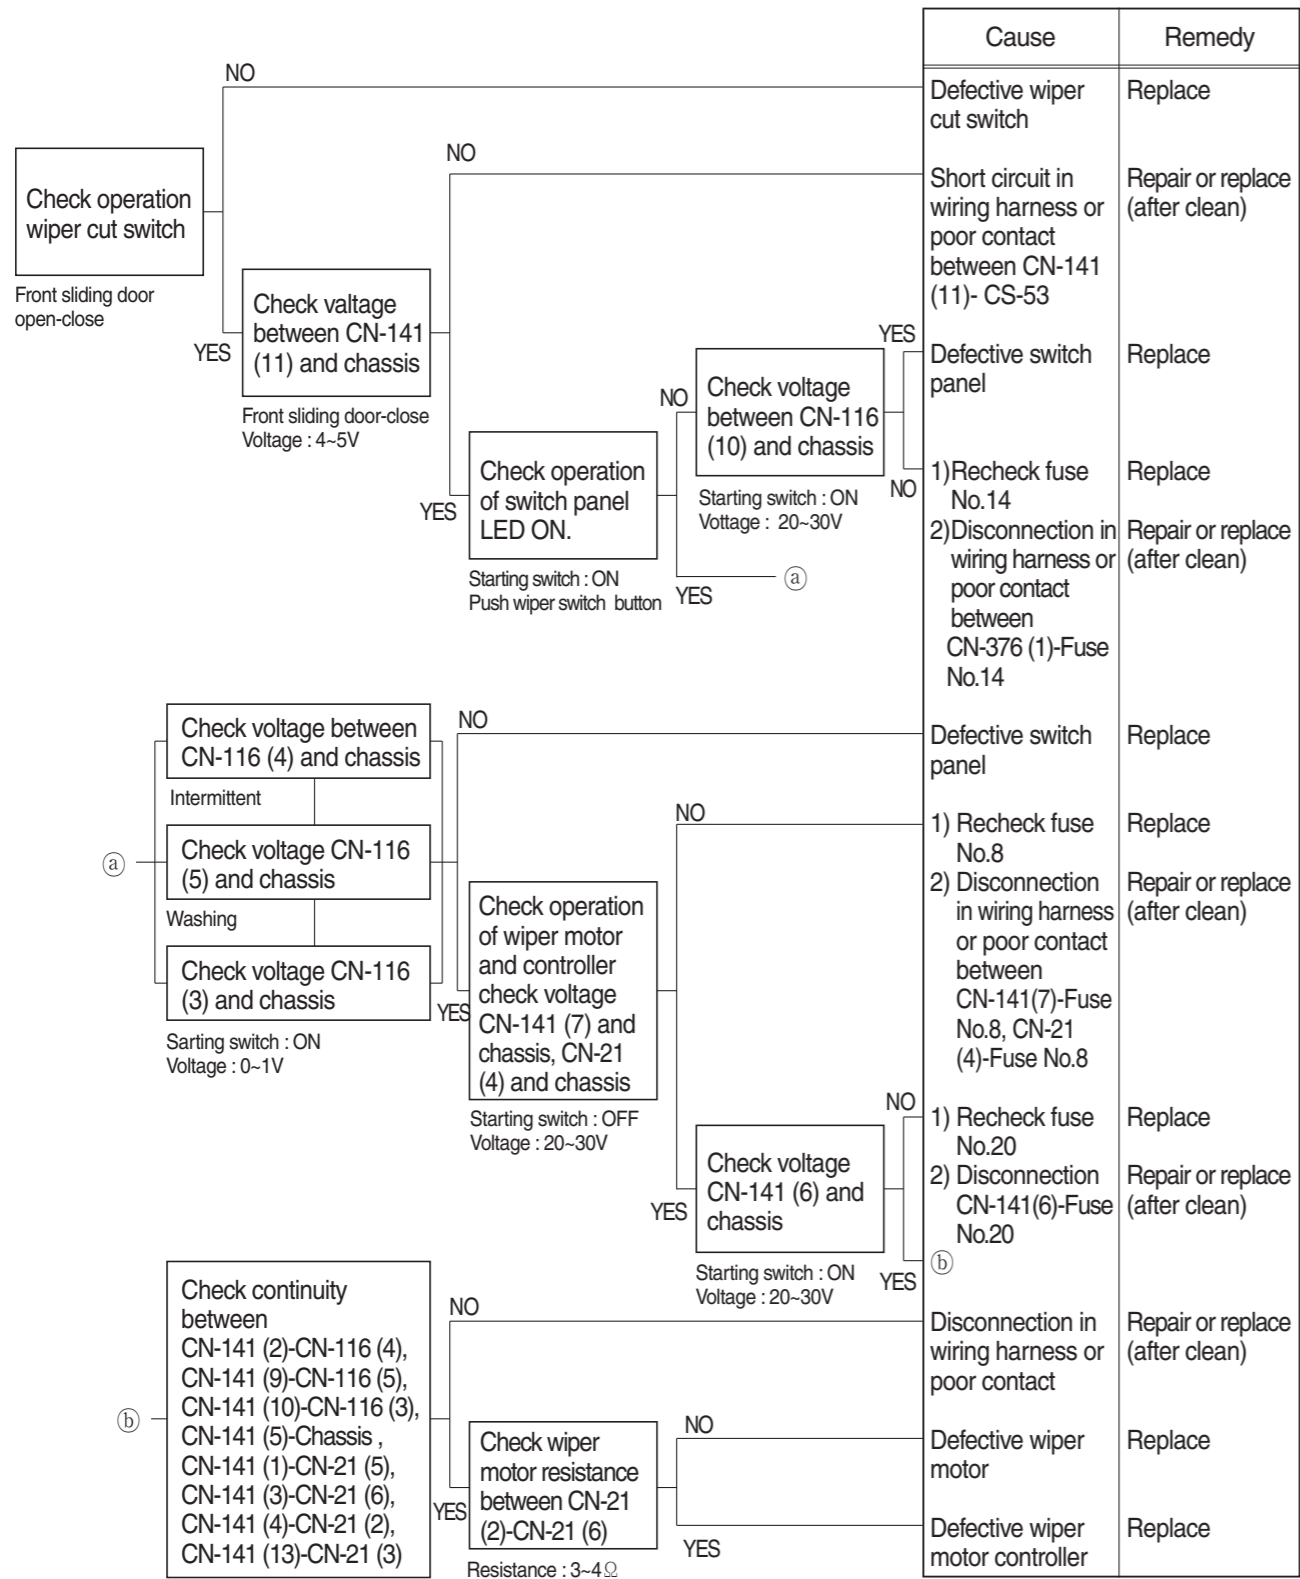 Cause
Remedy
NO
Defective wiper
cut switch
Replace
NO
Check operation
wiper cut switch
Front sliding door
open-close
Short circuit in
wiring harness or
poor contact
between CN-141
(11)- CS-53
Repair or replace
(after clean)
YES
Check valtage
between CN-141
(11) and chassis
Front sliding door-close
Voltage : 4~5V
YES
Defective switch
panel
Replace
NO
Check voltage
between CN-116
(10) and chassis
Starting switch : ON
Vottage : 20~30V
NO
YES
Check operation
of switch panel
LED ON.
Starting switch : ON
Push wiper switch button
YES
ⓐ
1)Recheck fuse
No.14
Replace
2)Disconnection in
wiring harness or
poor contact
between
CN-376 (1)-Fuse
No.14
Repair or replace
(after clean)
ⓐ
Check voltage between
CN-116 (4) and chassis
Intermittent
Check voltage CN-116
(5) and chassis
Washing
Check voltage CN-116
(3) and chassis
Sarting switch : ON
Voltage : 0~1V
NO
Defective switch
panel
Replace
YES
Check operation
of wiper motor
and controller
check voltage
CN-141 (7) and
chassis, CN-21
(4) and chassis
Starting switch : OFF
Voltage : 20~30V
NO
1) Recheck fuse
No.8
Replace
2) Disconnection
in wiring harness
or poor contact
between
CN-141(7)-Fuse
No.8, CN-21
(4)-Fuse No.8
Repair or replace
(after clean)
YES
Check voltage
CN-141 (6) and
chassis
Starting switch : ON
Voltage : 20~30V
NO
1) Recheck fuse
No.20
Replace
2) Disconnection
CN-141(6)-Fuse
No.20
Repair or replace
(after clean)
YES
ⓑ
ⓑ
Check continuity
between
CN-141 (2)-CN-116 (4),
CN-141 (9)-CN-116 (5),
CN-141 (10)-CN-116 (3),
CN-141 (5)-Chassis ,
CN-141 (1)-CN-21 (5),
CN-141 (3)-CN-21 (6),
CN-141 (4)-CN-21 (2),
CN-141 (13)-CN-21 (3)
NO
Disconnection in
wiring harness or
poor contact
Repair or replace
(after clean)
YES
Check wiper
motor resistance
between CN-21
(2)-CN-21 (6)
Resistance : 3~4Ω
NO
Defective wiper
motor
Replace
YES
Defective wiper
motor controller
Replace